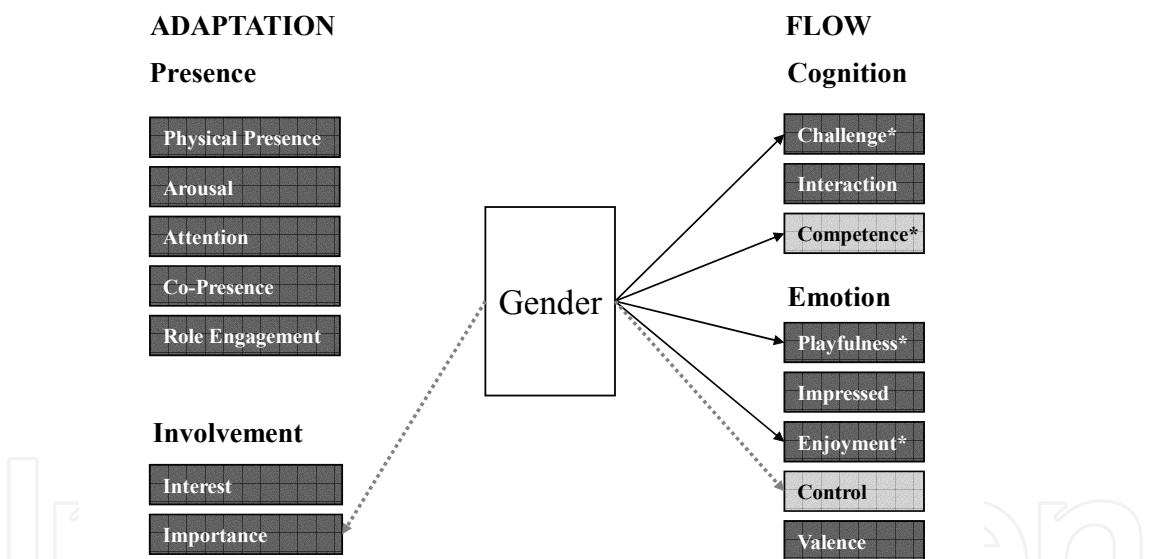 ADAPTATION
Presence
Physical Presence
Arousal
Attention
Co-Presence
Role Engagement
Involvement
Interest
Importance
Gender
FLOW
Cognition
Challenge*
Interaction
Competence*
Emotion
Playfulness*
Impressed
Enjoyment*
Control
Valence